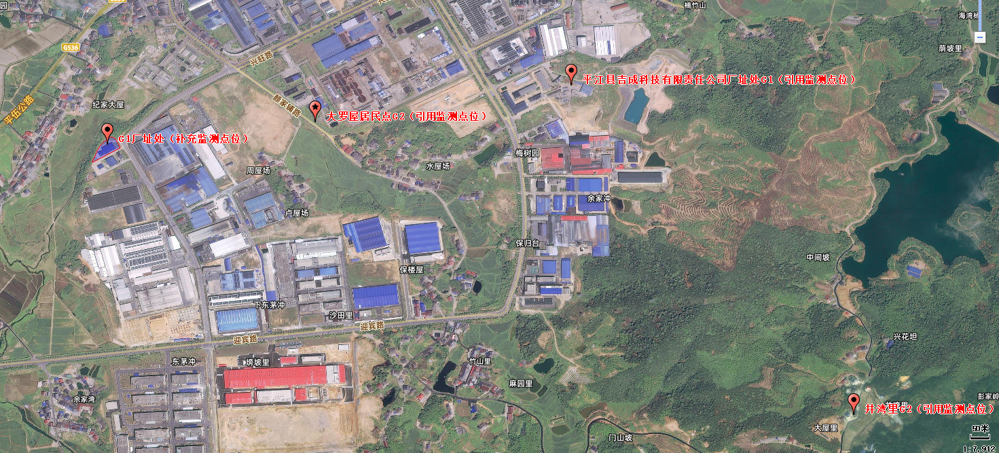 园
楠竹山
海湾村
G536
兴旺路
荫坡里
平江县吉成科技有限责任公司厂址处G1（引用监测点位）
平伍公路
纪家大屋
颜家铺路
大罗屋居民点G2（引用监测点位）
G1厂址处（补充监测点位）
梅树园
水屋场
周屋场
余家冲
卢屋场
保归台
中间坡
保楼屋
下东茅冲
沙田里
迎宾路
迎宾路
兴花坦
东茅冲
塝坡里
竹山里
麻园里
余家湾
彭家岭
井湾里G2（引用监测点位）
大屋里
门山坡
50米
1:7,912